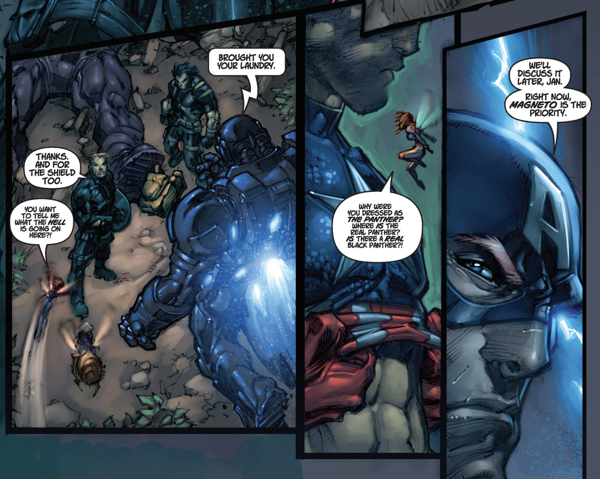 BROUGHT YOU
YOUR LAUNDRY.
THANKS.
AND FOR
THE SHIELD
TOO.
YOU WANT
TO TELL ME
WHAT THE HELL
IS GOING ON
HERE?!
WHY WERE
YOU DRESSED AS
THE PANTHER?
WHERE IS THE
REAL PANTHER?
IS THERE A REAL
BLACK PANTHER?!
WE'LL
DISCUSS IT
LATER, JAN.
RIGHT NOW,
MAGNETO IS THE
PRIORITY.
A